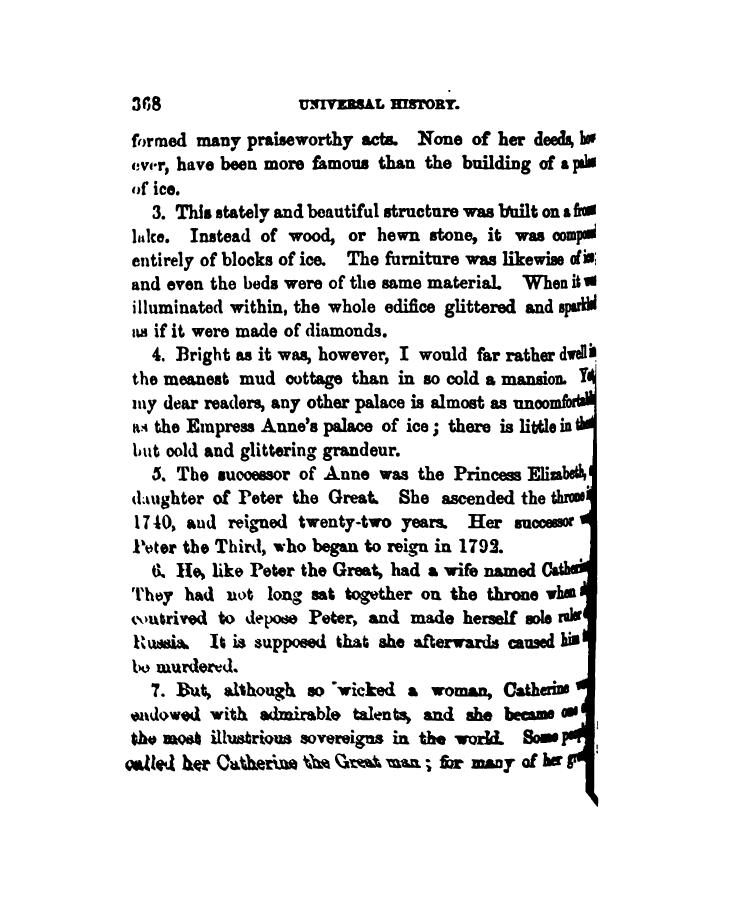 368 UNIVERSAL HISTORY.
formed many praiseworthy acts. None of her deeds, how
ever, have been more famous than the building of a palace
of ice.
3. This stately and beautiful structure was built on a
lake. Instead of wood, or hewn stone, it was
entirely of blocks of ice. The furniture was likewise of ice;
and even the beds were of the same material. When it was
illuminated within, the whole edifice glittered and sparkled
as if it were made of diamonds.
4. Bright as it was, however, I would far rather dwell in
the meanest mud cottage than in so cold a mansion. Yet,
my dear readers, any other palace is almost as uncomfortable
as the Empress Anne's palace of ice; there is little in
but cold and glittering grandeur.
5. The successor of Anne was the Princess Elizabeth,
daughter of Peter the Great. She ascended the throne in
1740, and reigned twenty-two years. Her successor
Peter the Third, who began to reign in 1792.
6. He, like Peter the Great, had a wife named Catherine
They had not long sat together on the throne when
contrived to depose Peter, and made herself sole ruler
Russia. It is supposed that she afterwards caused him to
be murdered.
7. But, although so wicked a woman, Catherine
endowed with admirable talents, and she became one
the most illustrious sovereigns in the world. Some
called her Catherine the Great man; for many of her